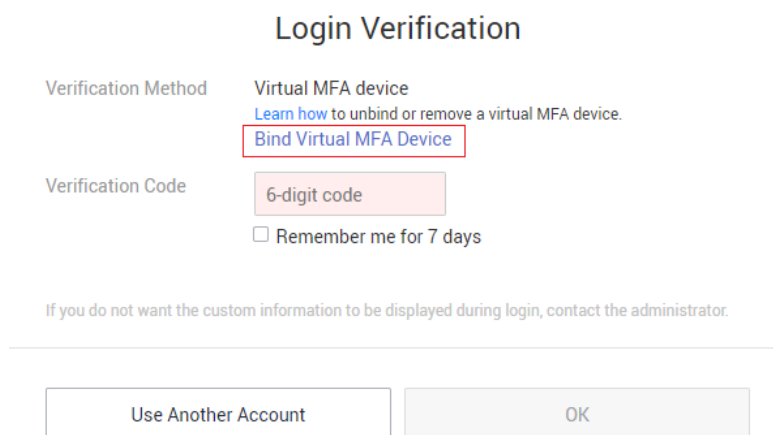 Login Verification
Verification Method
Virtual MFA device
Learn how to unbind or remove a virtual MFA device.
Bind Virtual MFA Device
Verification Code
6-digit code
Remember me for 7 days
If you do not want the custom information to be displayed during login, contact the administrator.
Use Another Account
OK